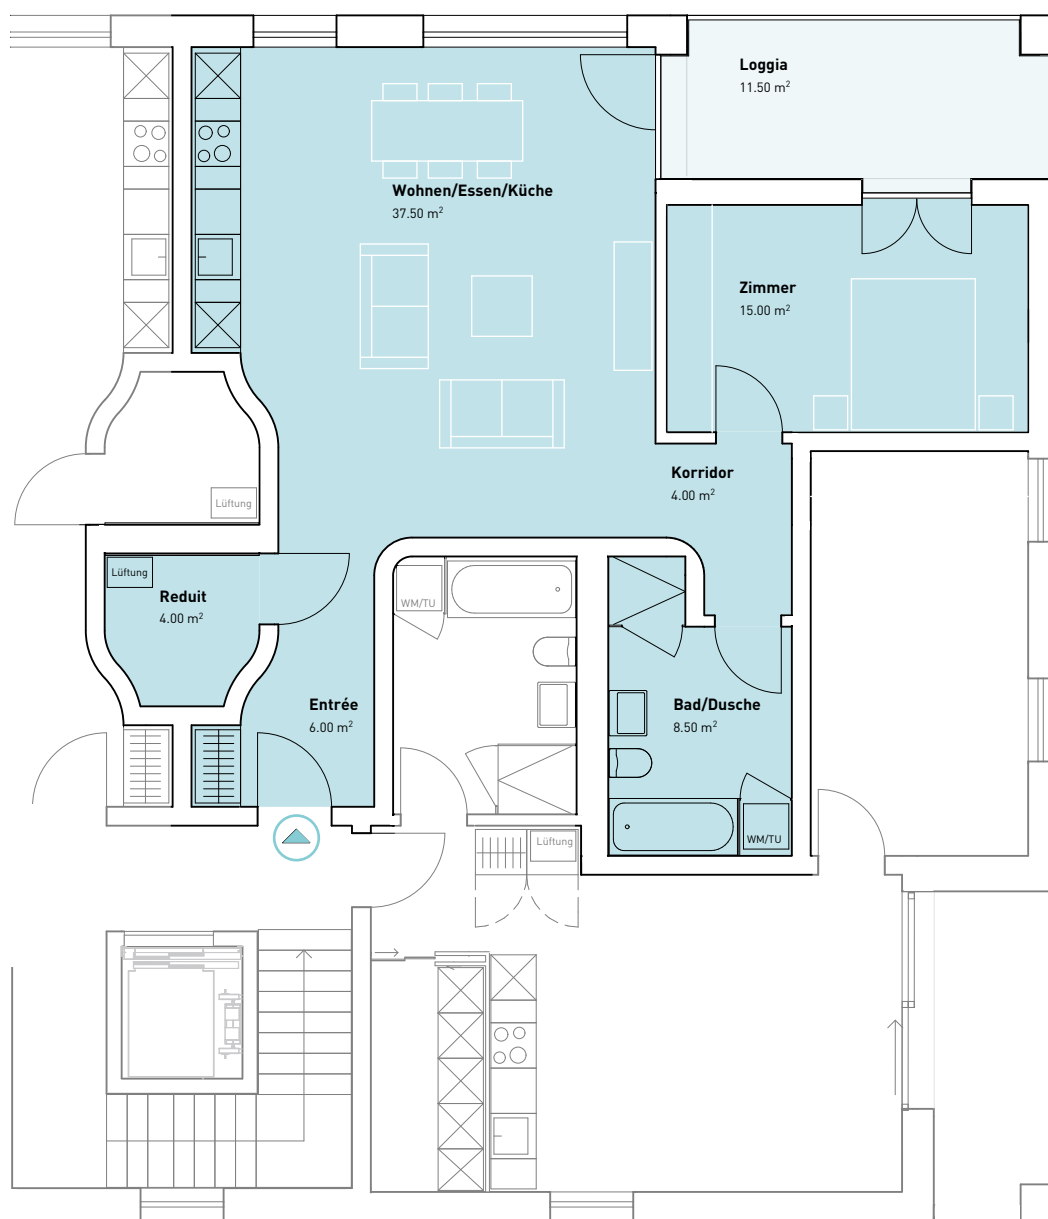 Loggia
11.50 m²
Wohnen/Essen/Küche
37.50 m²
Zimmer
15.00 m²
Korridor
4.00 m²
Lüftung
Lüftung
Reduit
4.00 m²
WM/TU
Entrée
6.00 m²
Bad/Dusche
8.50 m²
Lüftung
WM/TU